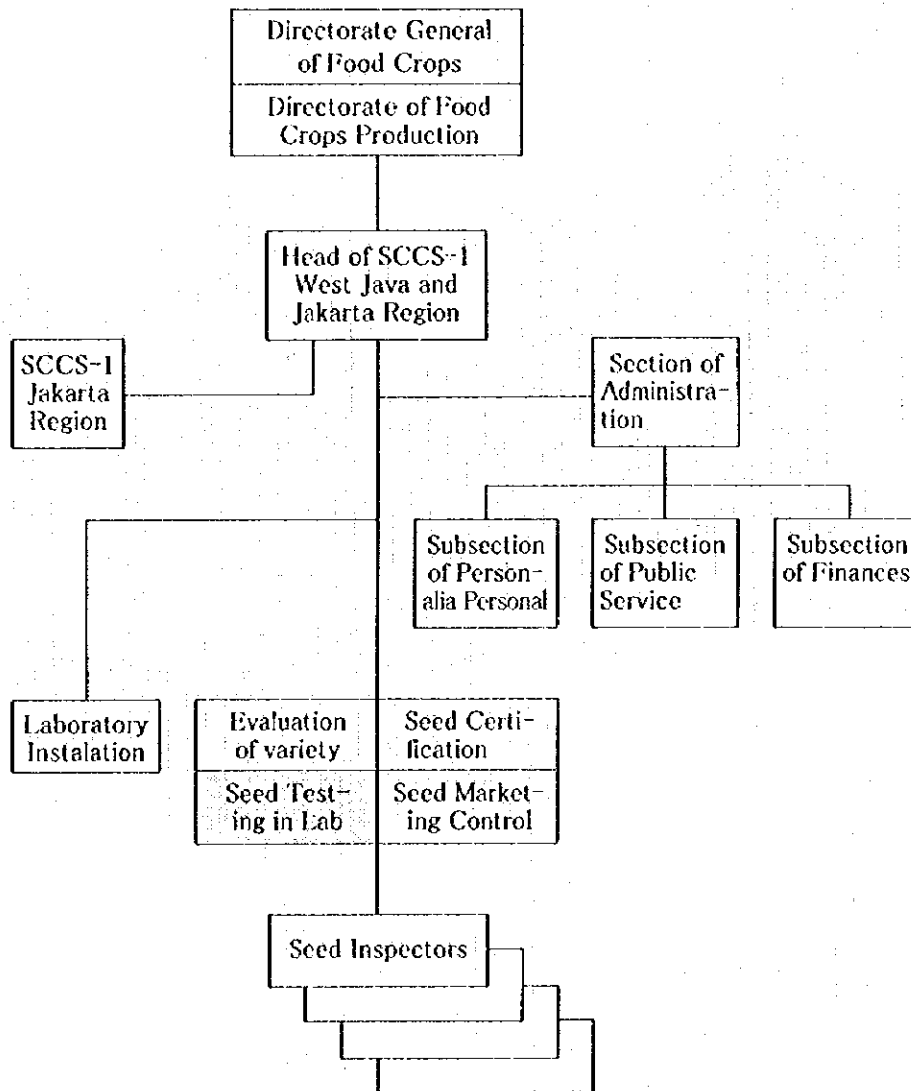 Directorate General
of Food Crops
Directorate of Food
Crops Production
Head of SCCS-1
West Java and
Jakarta Region
SCCS-1
Jakarta
Region
Section of
Administra-
tion
Subsection
of Person-
alia Personal
Subsection
of Public
Service
Subsection
of Finances
Laboratory
Instalation
Evaluation
of variety
Seed Certi-
fication
Seed Test-
ing in Lab
Seed Market-
ing Control
Seed Inspectors